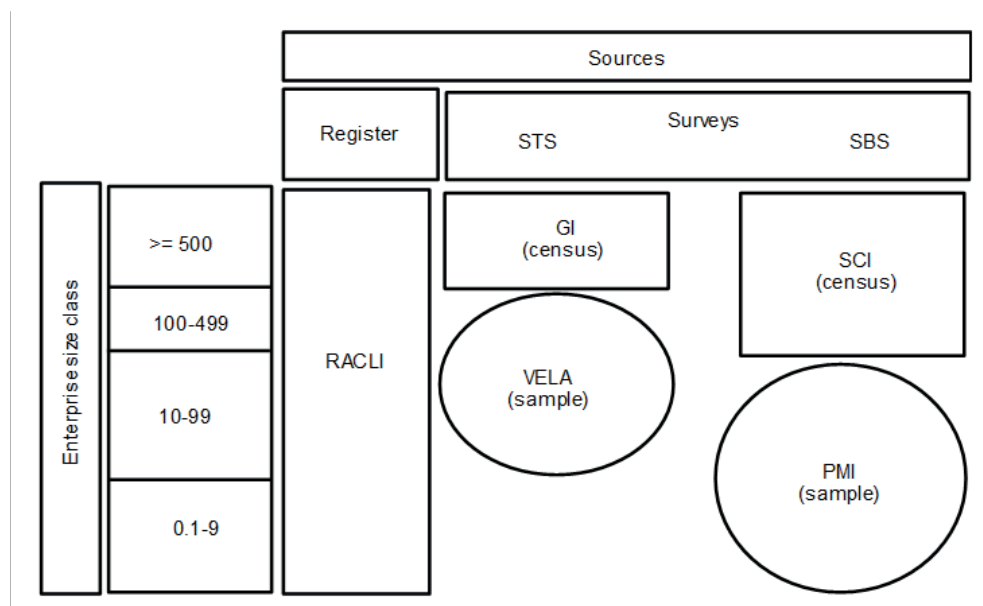 Sources
Register
Surveys
STS
SBS
Enterprise size class
>= 500
100-499
10-99
0.1-9
RACLI
GI
(census)
VELA
(sample)
SCI
(census)
PMI
(sample)